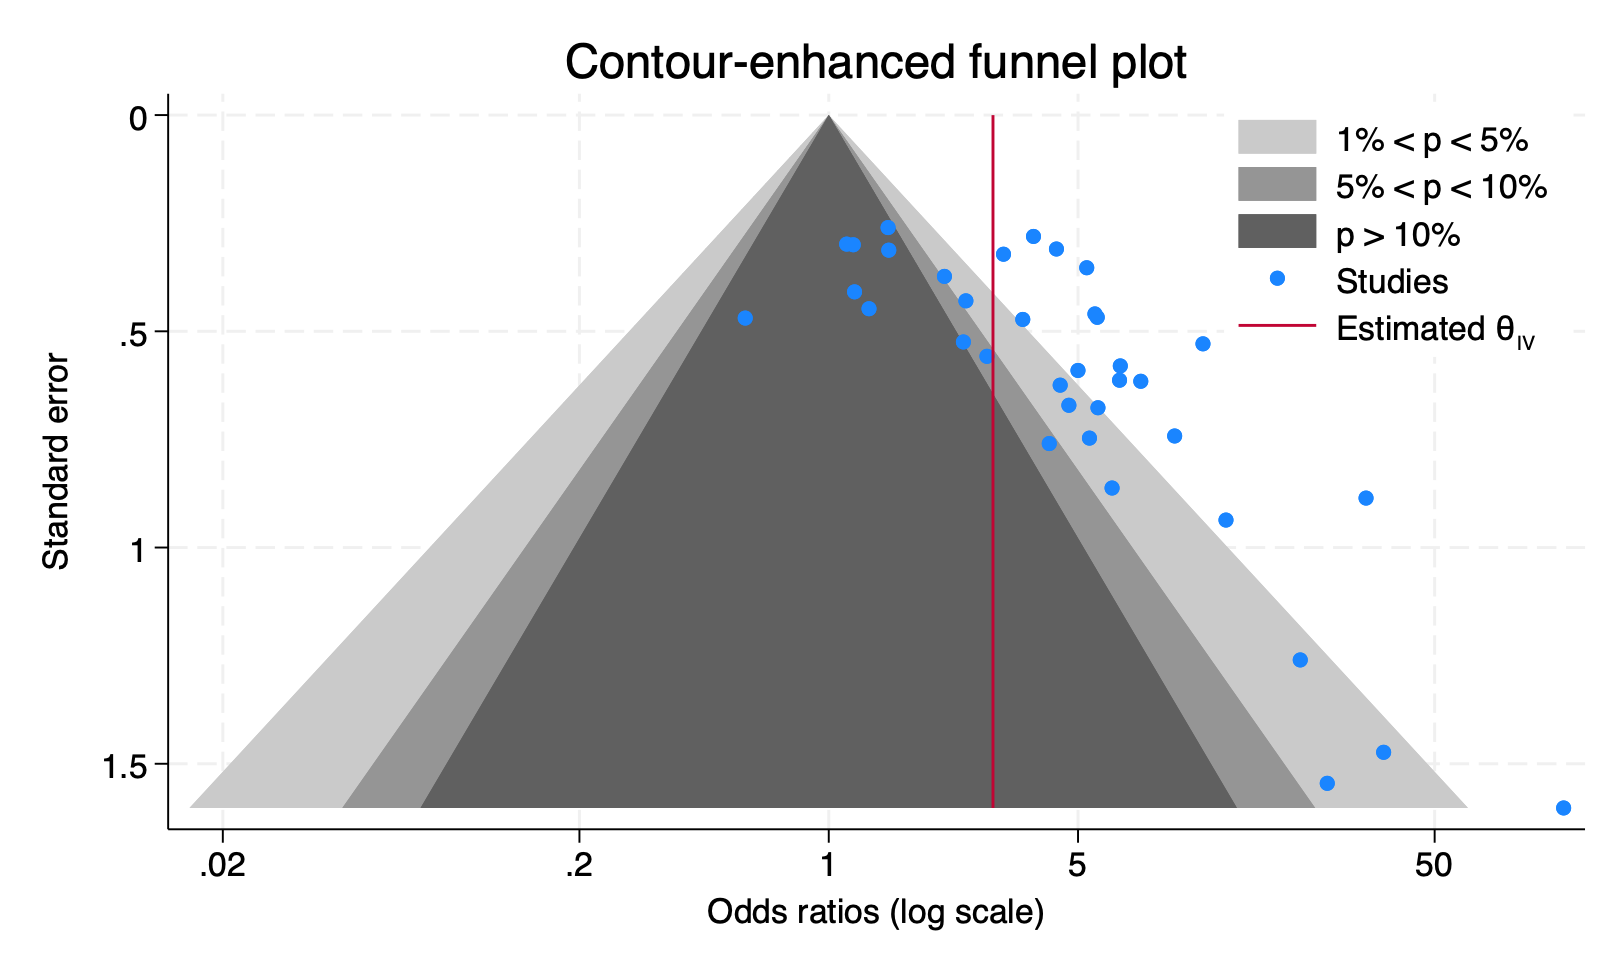 Contour-enhanced funnel plot
0
.5
1
1.5
Standard error
1% < p < 5%
5% < p < 10%
p > 10%
Studies
Estimated θIV
.02
.2
1
5
50
Odds ratios (log scale)